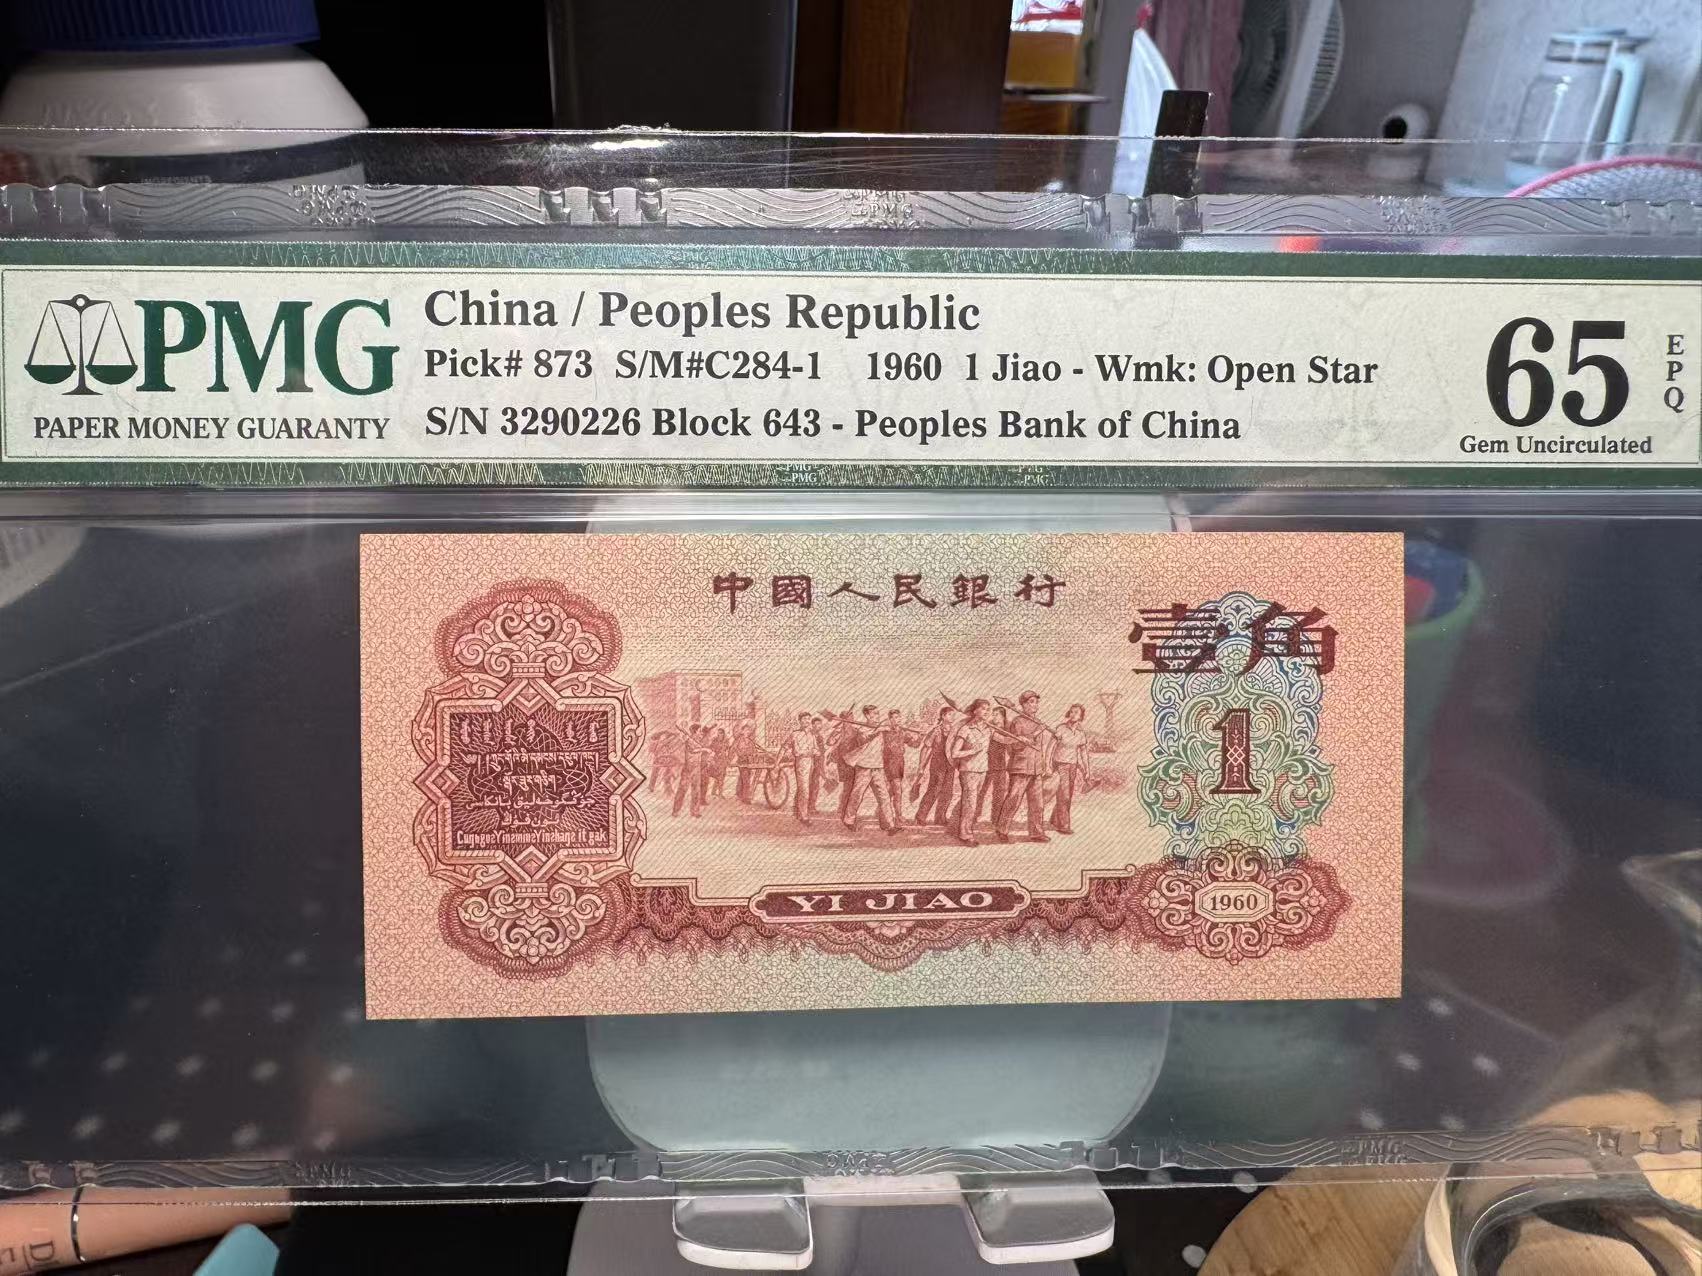 PMG
PAPER MONEY GUARANTY
China / Peoples Republic
Pick# 873 S/M#C284-1 1960 1 Jiao - Wmk: Open Star
S/N 3290226 Block 643 - Peoples Bank of China
65
EPQ
Gem Uncirculated
中國人民銀行
壹角
1
YI JIAO
1960